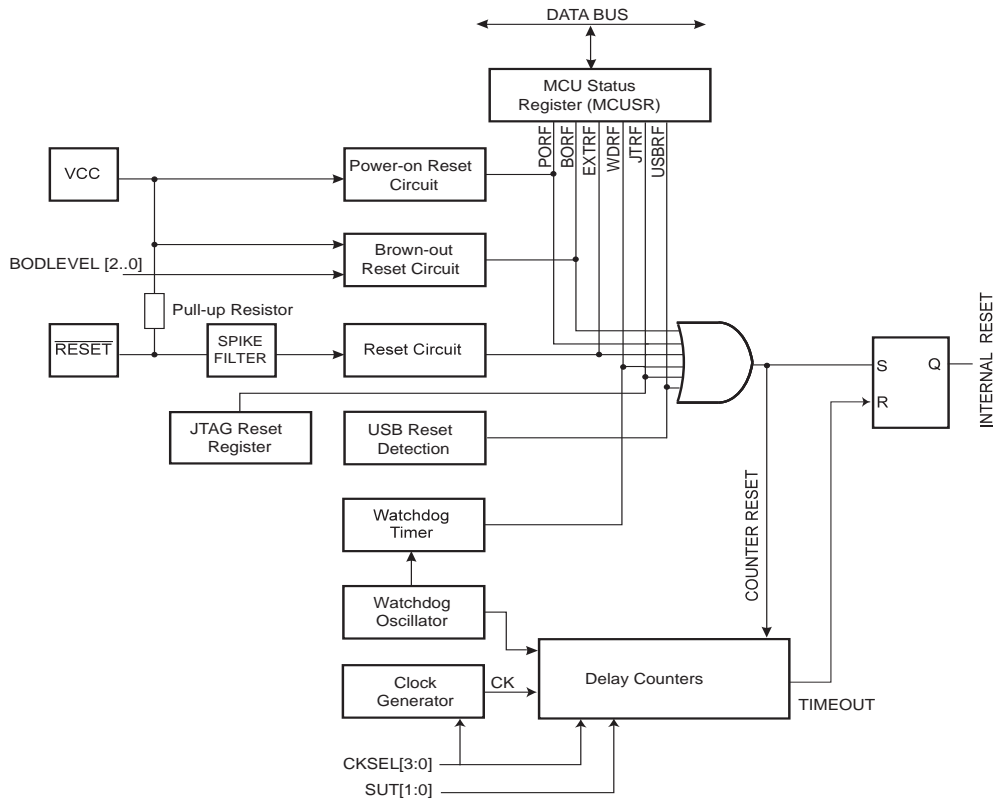 DATA BUS
MCU Status
Register (MCUSR)
PORF
BORF
EXTRF
WDRF
JTRF
USBRF
VCC
Power-on Reset
Circuit
BODLEVEL [2..0]
Brown-out
Reset Circuit
Pull-up Resistor
RESET
SPIKE
FILTER
Reset Circuit
S
Q
R
INTERNAL RESET
JTAG Reset
Register
USB Reset
Detection
Watchdog
Timer
COUNTER RESET
Watchdog
Oscillator
Clock
Generator
CK
Delay Counters
TIMEOUT
CKSEL[3:0]
SUT[1:0]